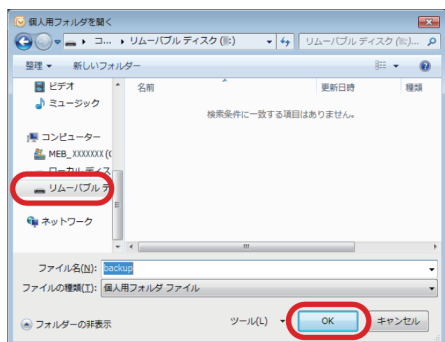 個人用フォルダを開く
コ... リムーバブル ディスク (I:)
リムーバブル ディスク (I:)...
整理 新しいフォルダー
ビデオ
ミュージック
コンピューター
MEB_XXXXXXX (C
ローカル ディス
リムーバブル デ
ネットワーク
名前 更新日時 種類
検索条件に一致する項目はありません。
ファイル名(N): backup
ファイルの種類(T): 個人用フォルダ ファイル
フォルダーの非表示 ツール(L) OK キャンセル